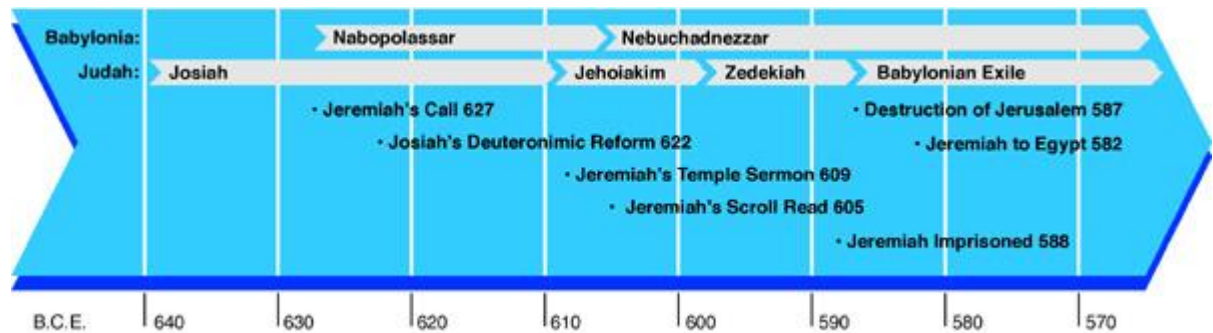 Babylonia: Nabopolassar Nebuchadnezzar
Judah: Josiah Jehoiakim Zedekiah Babylonian Exile
· Jeremiah's Call 627 · Destruction of Jerusalem 587
· Josiah's Deuteronimic Reform 622 · Jeremiah to Egypt 582
· Jeremiah's Temple Sermon 609
· Jeremiah's Scroll Read 605
· Jeremiah Imprisoned 588
B.C.E. 640 630 620 610 600 590 580 570